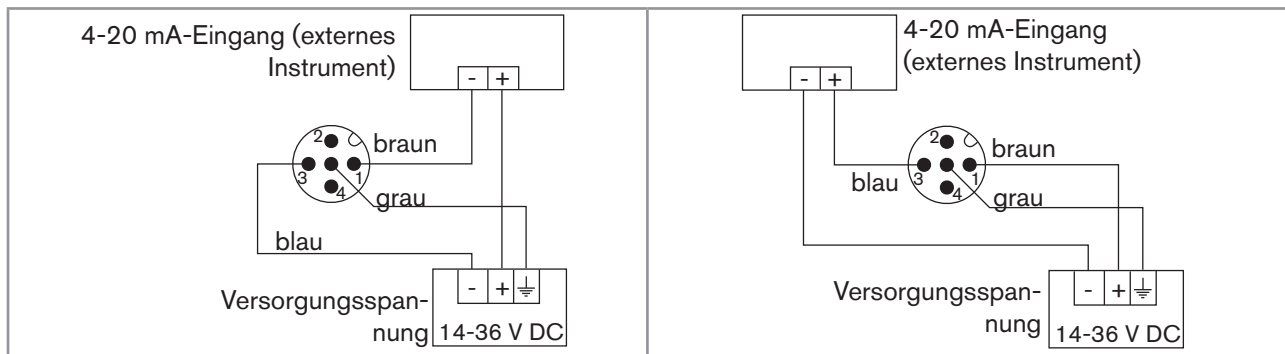 4-20 mA-Eingang (externes
Instrument)
- +
2
braun
3
1
4
grau
blau
- +
Versorgungsspan-
nung
14-36 V DC
4-20 mA-Eingang
(externes Instrument)
- +
2
braun
3
1
blau
4
grau
- +
Versorgungsspan-
nung
14-36 V DC